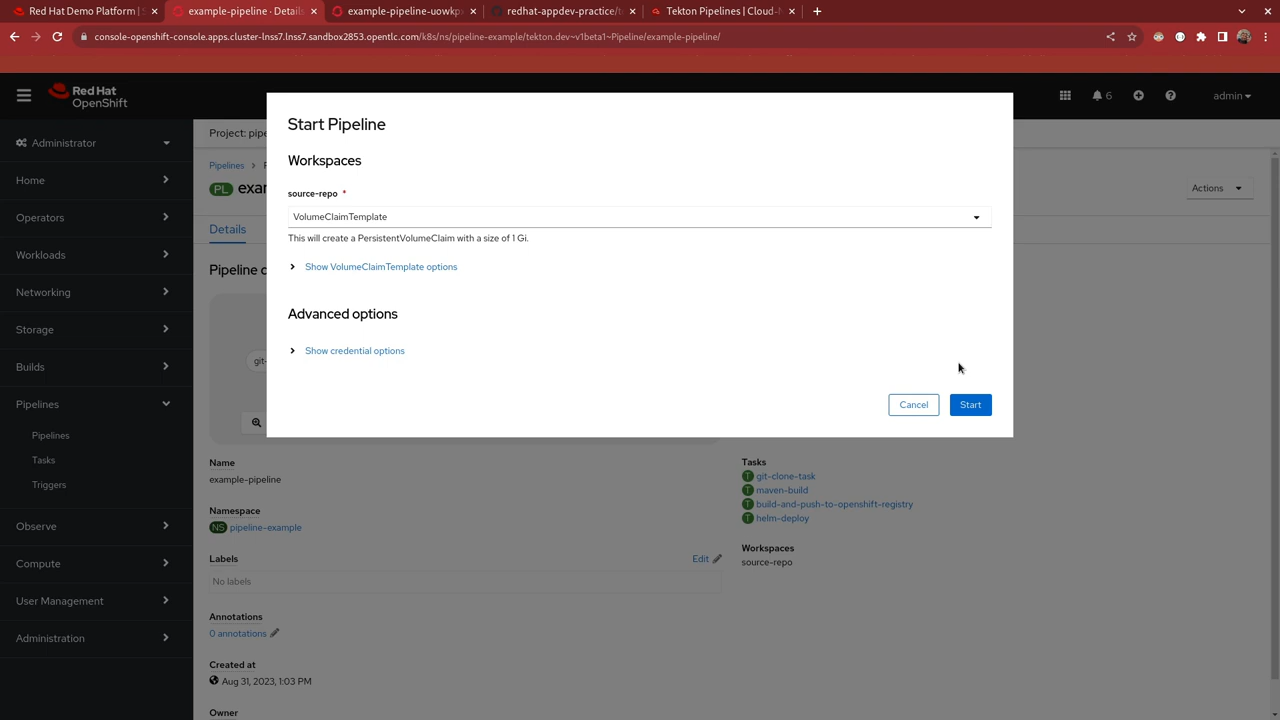 Red Hat Demo Platform | S
example-pipeline · Details
example-pipeline-uowkp
redhat-appdev-practice/t
Tekton Pipelines | Cloud-N
console-openshift-console.apps.cluster-lnss7.lnss7.sandbox2853.opentlc.com/k8s/ns/pipeline-example/tekton.dev~v1beta1~Pipeline/example-pipeline/
Red Hat
OpenShift
6
admin
Administrator
Home
Operators
Workloads
Networking
Storage
Builds
Pipelines
Pipelines
Tasks
Triggers
Observe
Compute
User Management
Administration
Project: pipe
Pipelines
PL exa
Actions
Details
Pipeline d
git-
Start Pipeline
Workspaces
source-repo *
VolumeClaimTemplate
This will create a PersistentVolumeClaim with a size of 1 Gi.
Show VolumeClaimTemplate options
Advanced options
Show credential options
Cancel
Start
Name
example-pipeline
Namespace
NS pipeline-example
Labels
Edit
No labels
Annotations
0 annotations
Created at
Aug 31, 2023, 1:03 PM
Owner
Tasks
T git-clone-task
T maven-build
T build-and-push-to-openshift-registry
T helm-deploy
Workspaces
source-repo